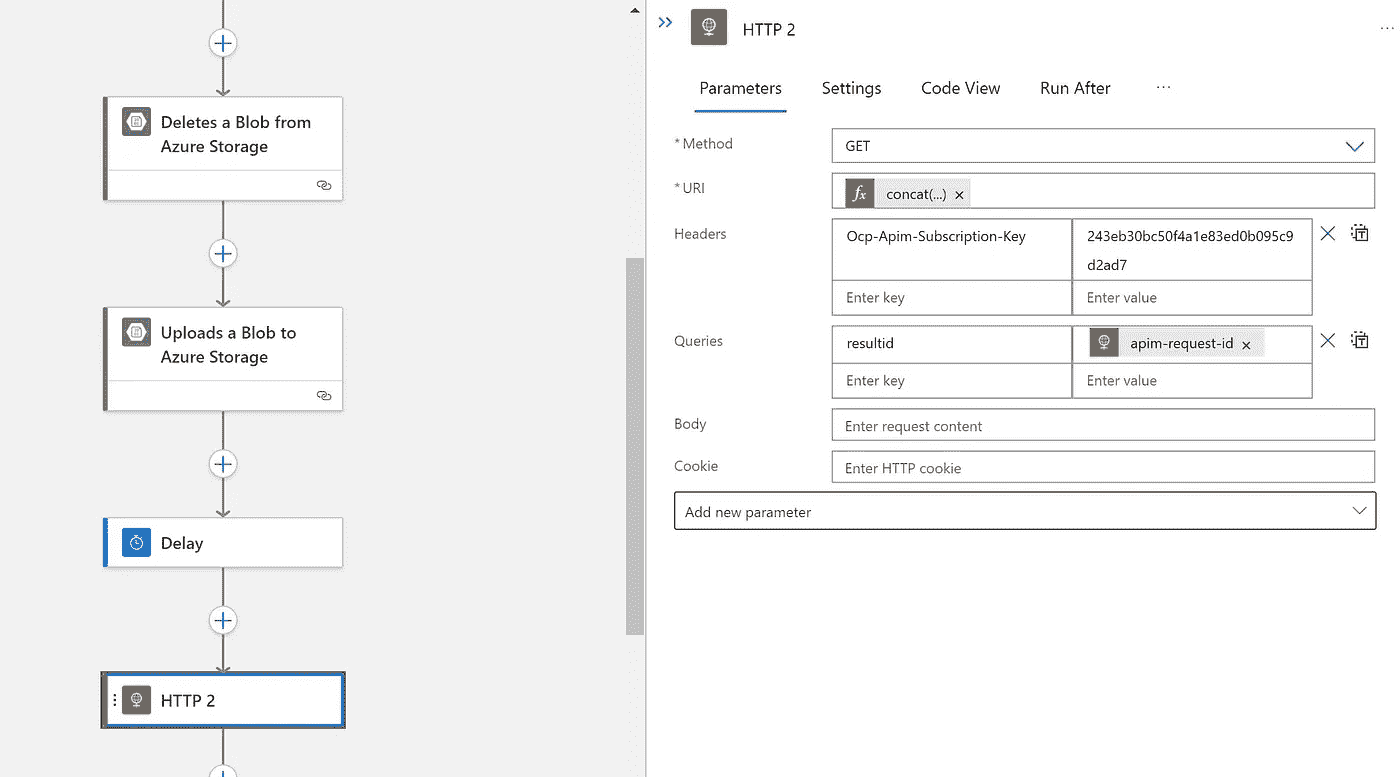 Deletes a Blob from
Azure Storage
Uploads a Blob to
Azure Storage
Delay
HTTP 2
HTTP 2
Parameters Settings Code View Run After ...
* Method GET
* URI fx concat(...) ×
Headers Ocp-Apim-Subscription-Key 243eb30bc50f4a1e83ed0b095c9
d2ad7
Enter key Enter value
Queries resultid apim-request-id ×
Enter key Enter value
Body Enter request content
Cookie Enter HTTP cookie
Add new parameter